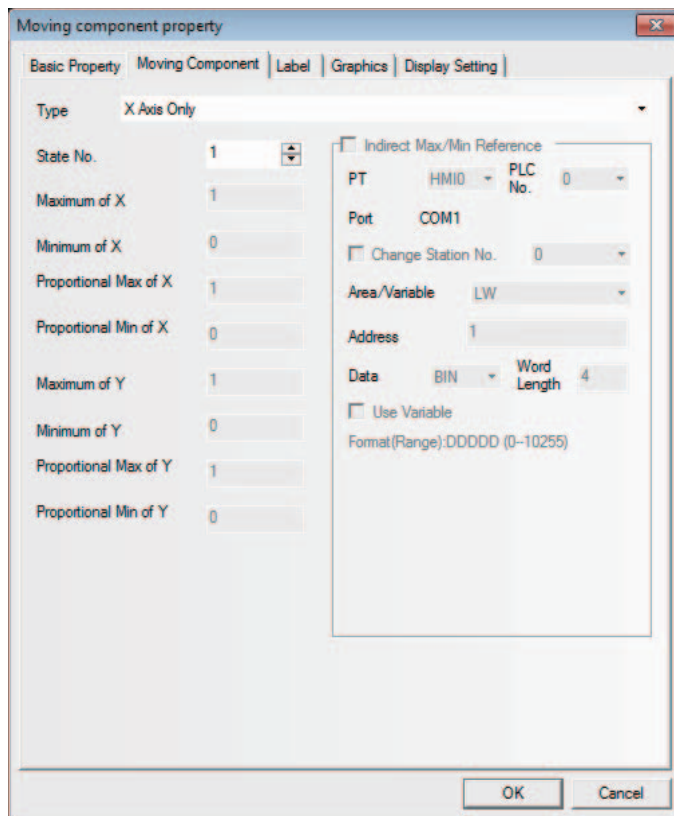 Moving component property
Basic Property Moving Component Label Graphics Display Setting
Type X Axis Only
State No. 1
Maximum of X 1
Minimum of X 0
Proportional Max of X 1
Proportional Min of X 0
Maximum of Y 1
Minimum of Y 0
Proportional Max of Y 1
Proportional Min of Y 0
Indirect Max/Min Reference
PT HMI0 PLC No. 0
Port COM1
Change Station No. 0
Area/Variable LW
Address 1
Data BIN Word Length 4
Use Variable
Format(Range):DDDDD (0~10255)
OK Cancel